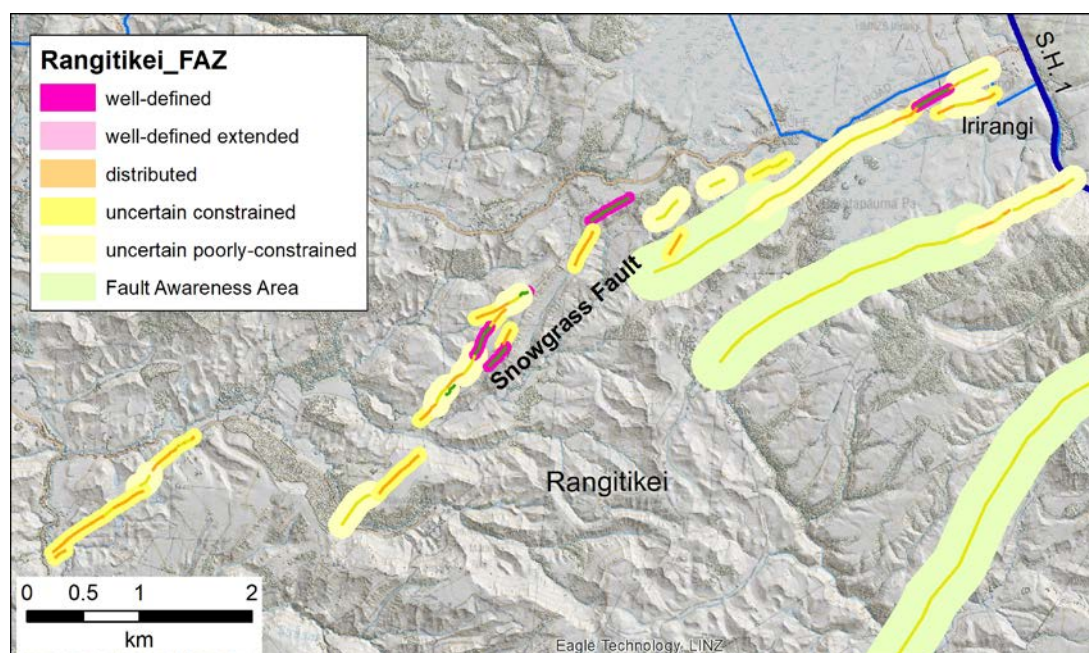 Rangitikei_FAZ
well-defined
well-defined extended
distributed
uncertain constrained
uncertain poorly-constrained
Fault Awareness Area
S.H. 1
Irirangi
Snowgrass Fault
Rangitikei
0 0.5 1 2
km
Eagle Technology, LINZ